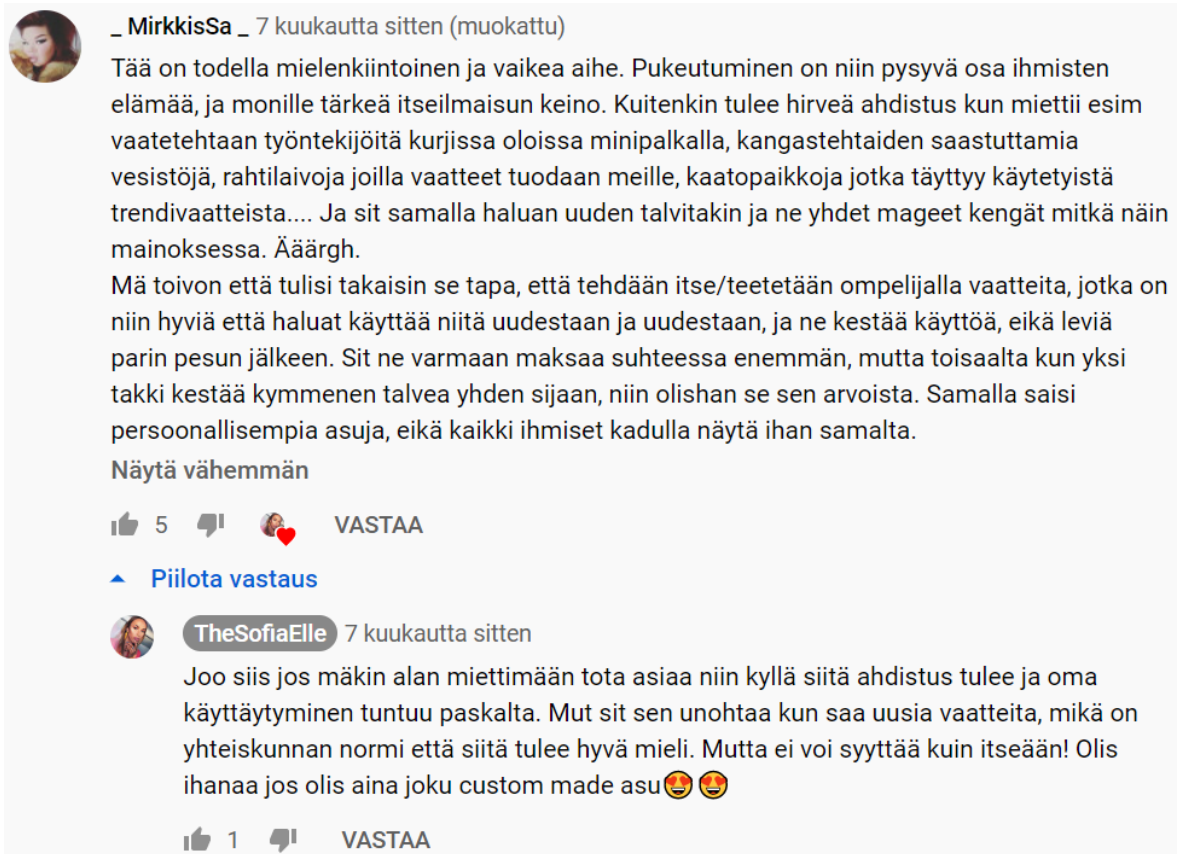 _ MirkkisSa _ 7 kuukautta sitten (muokattu)
Tää on todella mielenkiintoinen ja vaikea aihe. Pukeutuminen on niin pysyvä osa ihmisten
elämää, ja monille tärkeä itseilmaisun keino. Kuitenkin tulee hirveä ahdistus kun miettii esim
vaatetehtaan työntekijöitä kurjissa oloissa minipalkalla, kangastehtaiden saastuttamia
vesistöjä, rahtilaivoja joilla vaatteet tuodaan meille, kaatopaikkoja jotka täyttyy käytetyistä
trendivaatteista.... Ja sit samalla haluan uuden talvitakin ja ne yhdet mageet kengät mitkä näin
mainoksessa. Äääärgh.
Mä toivon että tulisi takaisin se tapa, että tehdään itse/teetetään ompelijalla vaatteita, jotka on
niin hyviä että haluat käyttää niitä uudestaan ja uudestaan, ja ne kestää käyttöä, eikä leviä
parin pesun jälkeen. Sit ne varmaan maksaa suhteessa enemmän, mutta toisaalta kun yksi
takki kestää kymmenen talvea yhden sijaan, niin olishan se sen arvoista. Samalla saisi
persoonallisempia asuja, eikä kaikki ihmiset kadulla näytä ihan samalta.
Näytä vähemmän
5 VASTAA
Piilota vastaus
TheSofiaElle 7 kuukautta sitten
Joo siis jos mäkin alan miettimään tota asiaa niin kyllä siitä ahdistus tulee ja oma
käyttäytyminen tuntuu paskalta. Mut sit sen unohtaa kun saa uusia vaatteita, mikä on
yhteiskunnan normi että siitä tulee hyvä mieli. Mutta ei voi syyttää kuin itseään! Olis
ihanaa jos olis aina joku custom made asu😍😍
1 VASTAA